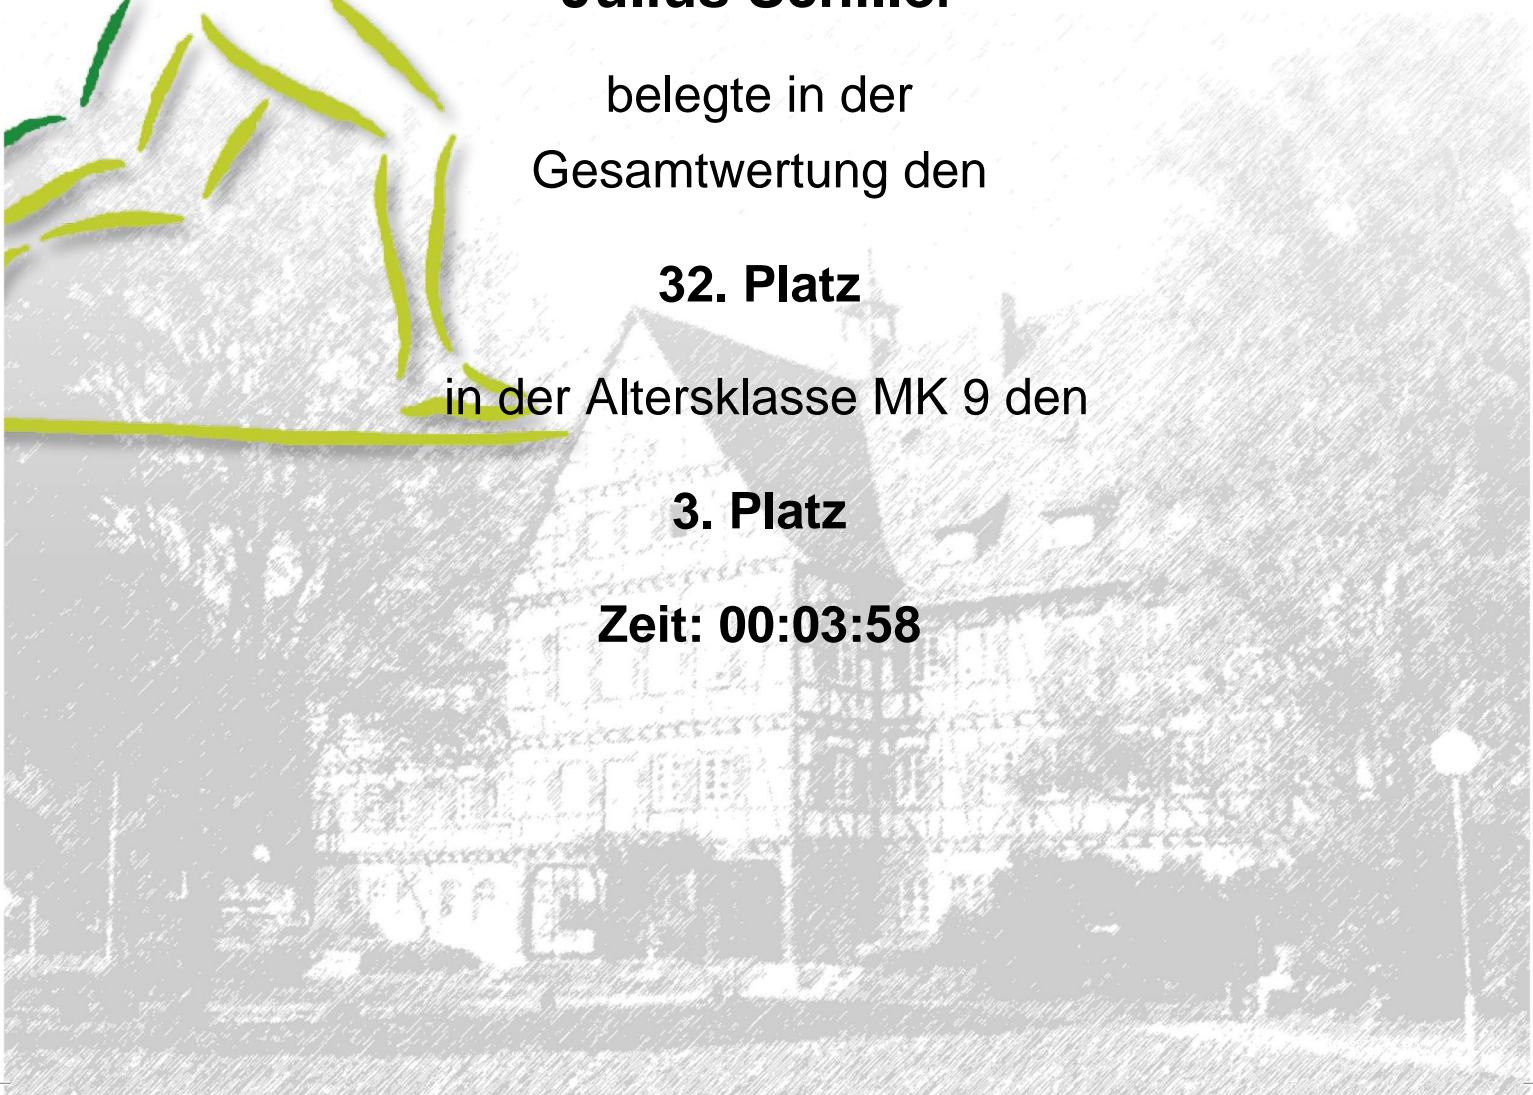 Julius
belegte in der
Gesamtwertung den
32. Platz
in der Altersklasse MK 9 den
3. Platz
Zeit: 00:03:58